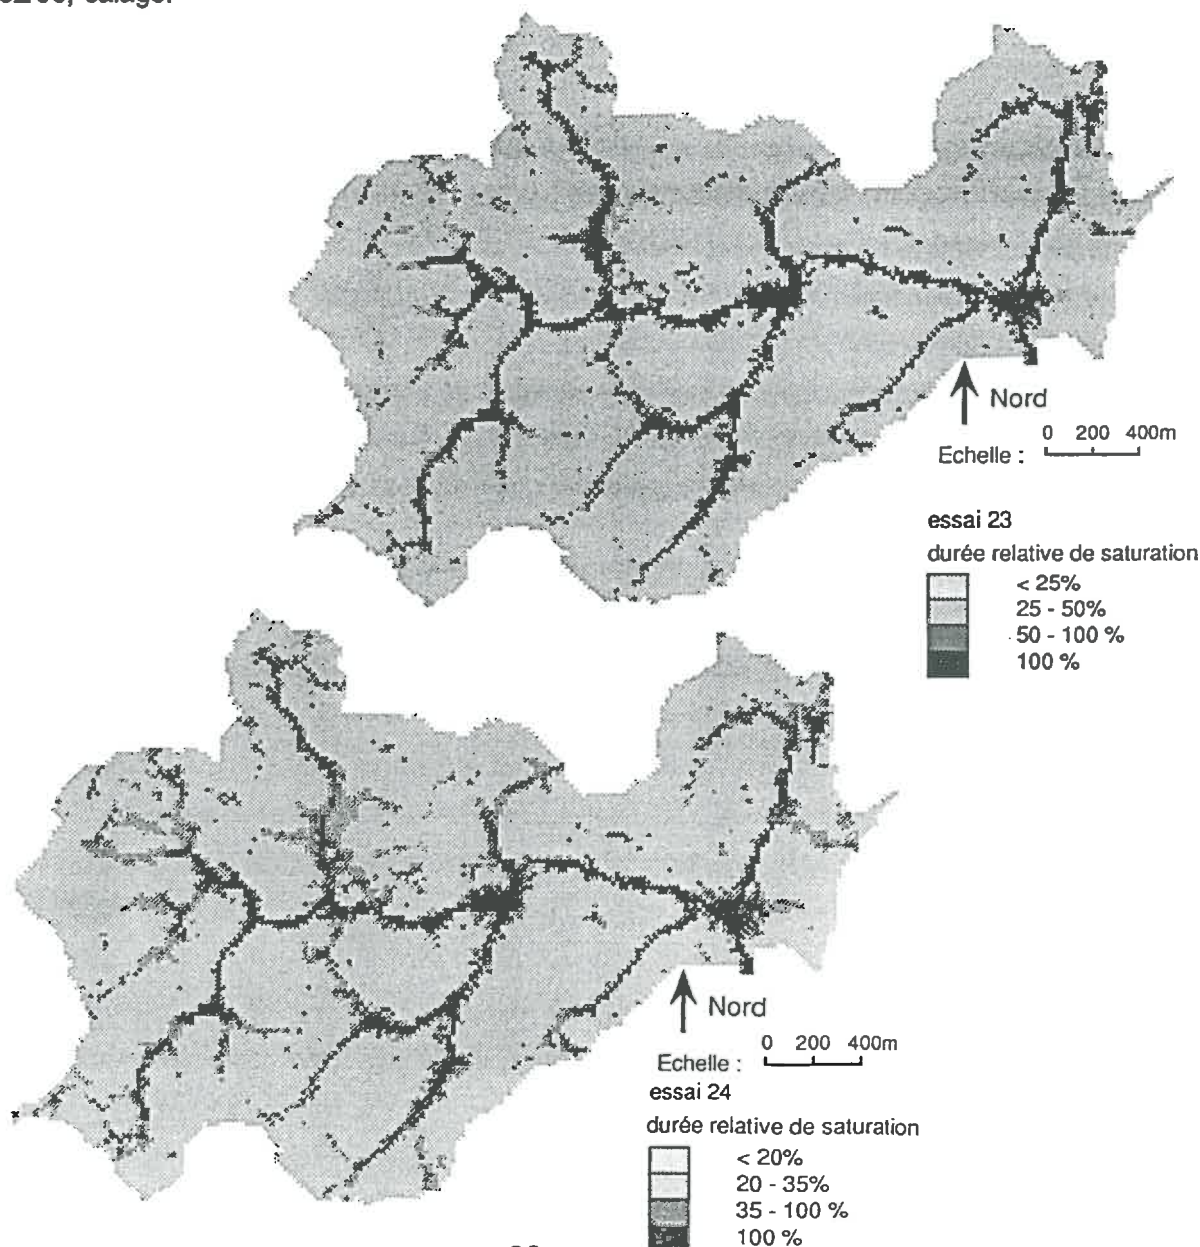 calage.
Nord
Echelle : 0 200 400m
essai 23
durée relative de saturation
< 25%
25 - 50%
50 - 100 %
100 %
Nord
Echelle : 0 200 400m
essai 24
durée relative de saturation
< 20%
20 - 35%
35 - 100 %
100 %